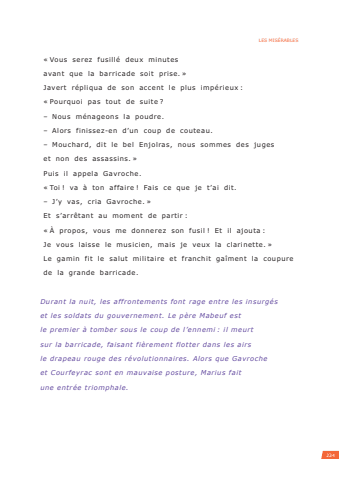 LES MISÉRABLES
« Vous serez fusillé deux minutes
avant que la barricade soit prise. »
Javert répliqua de son accent le plus impérieux :
« Pourquoi pas tout de suite ?
– Nous ménageons la poudre.
– Alors finissez-en d’un coup de couteau.
– Mouchard, dit le bel Enjolras, nous sommes des juges
et non des assassins. »
Puis il appela Gavroche.
« Toi ! va à ton affaire ! Fais ce que je t’ai dit.
– J’y vas, cria Gavroche. »
Et s’arrêtant au moment de partir :
« À propos, vous me donnerez son fusil ! Et il ajouta :
Je vous laisse le musicien, mais je veux la clarinette. »
Le gamin fit le salut militaire et franchit gaîment la coupure
de la grande barricade.
Durant la nuit, les affrontements font rage entre les insurgés
et les soldats du gouvernement. Le père Mabeuf est
le premier à tomber sous le coup de l’ennemi : il meurt
sur la barricade, faisant fièrement flotter dans les airs
le drapeau rouge des révolutionnaires. Alors que Gavroche
et Courfeyrac sont en mauvaise posture, Marius fait
une entrée triomphale.
224